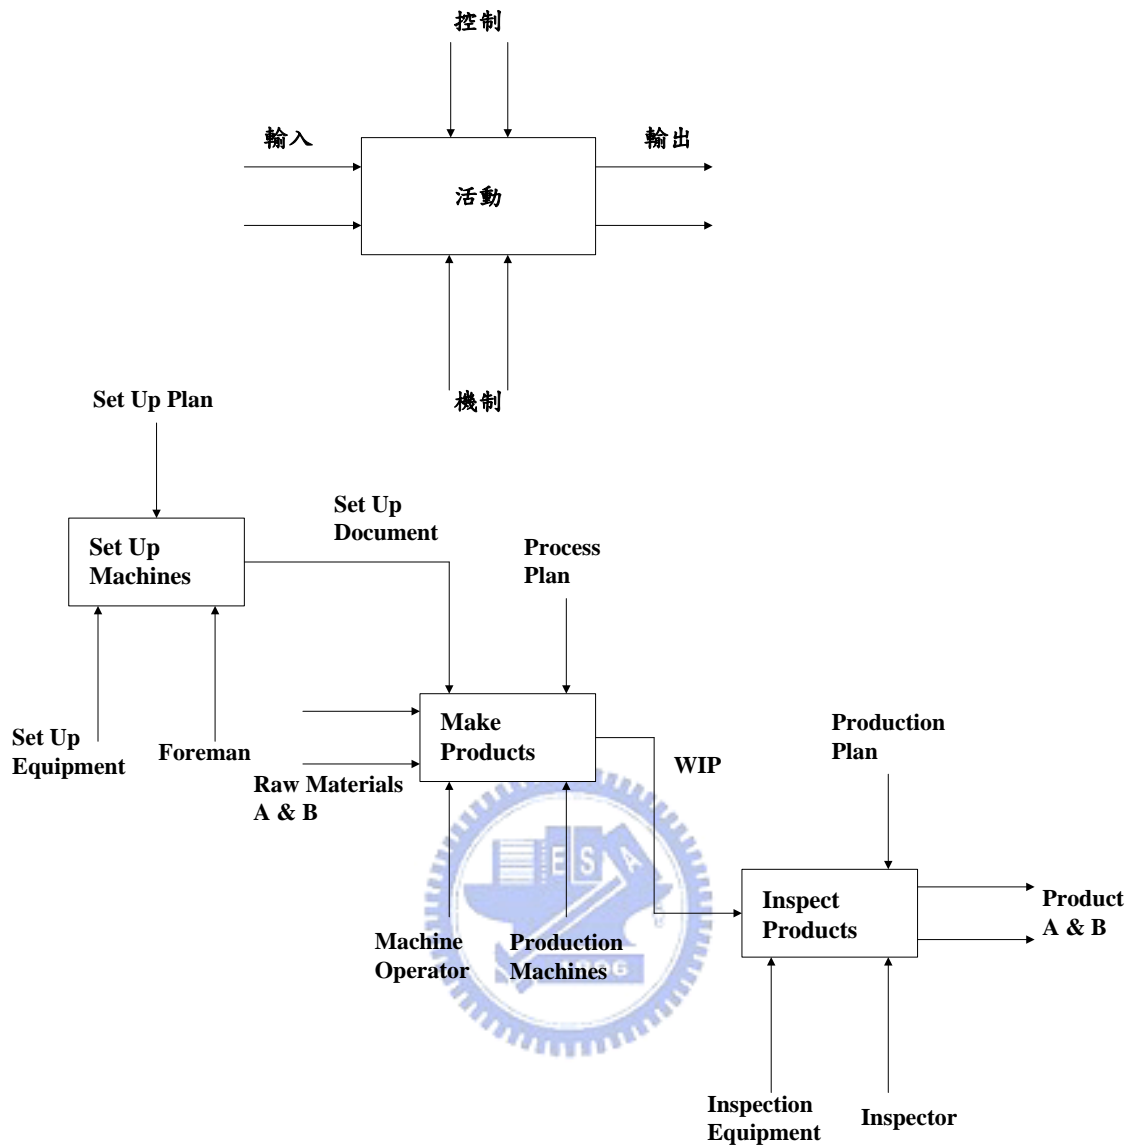 控制
輸入
輸出
活動
機制
Set Up Plan
Set Up
Machines
Set Up
Document
Process
Plan
Set Up
Equipment
Foreman
Raw Materials
A & B
Make
Products
WIP
Production
Plan
Machine
Operator
Production
Machines
Inspect
Products
Product
A & B
Inspection
Equipment
Inspector
E S A
1896